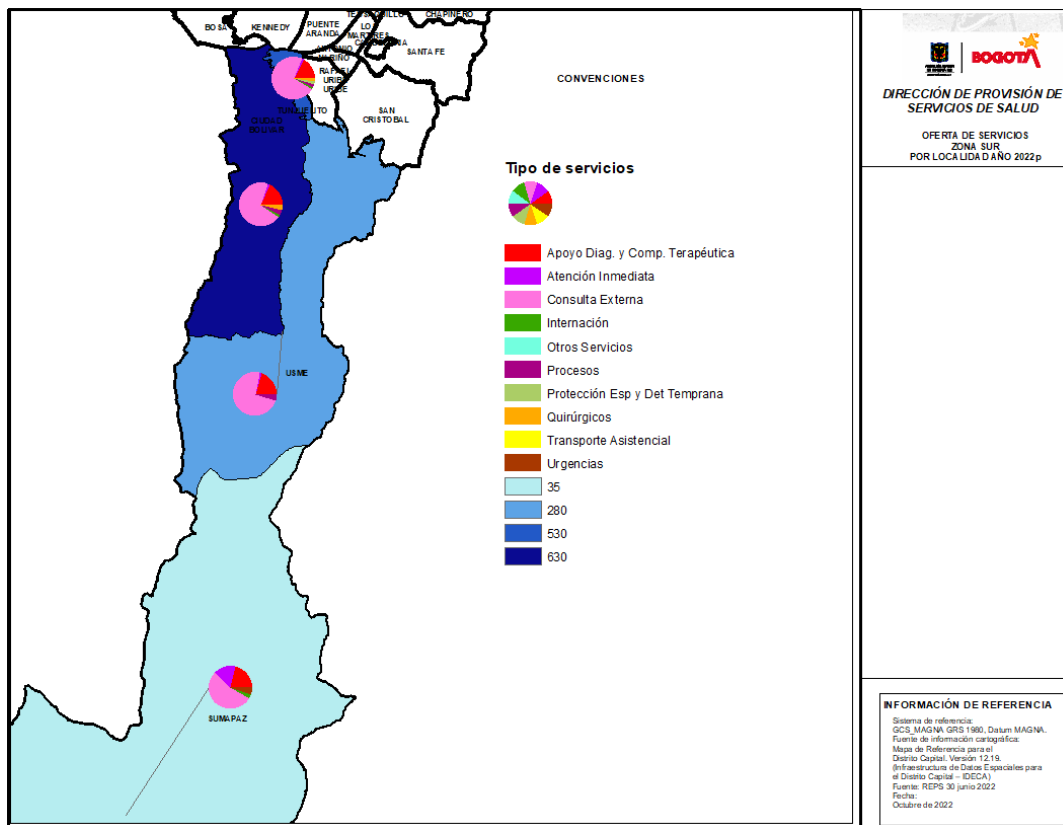 TEUSAQUILLO
CHAPINERO
BOSA
KENNEDY
PUENTE
ARANDA
LO
MARTIRES
SANTA FE
RAFAEL
URIBE
URIBE
TUNJUELITO
SAN
CRISTOBAL
CIUDAD
BOLIVAR
USME
SUMAPAZ
CONVENCIONES
Tipo de servicios
Apoyo Diag. y Comp. Terapéutica
Atención Inmediata
Consulta Externa
Internación
Otros Servicios
Procesos
Protección Esp y Det Temprana
Quirúrgicos
Transporte Asistencial
Urgencias
35
280
530
630
BOGOTÁ
DIRECCIÓN DE PROVISIÓN DE
SERVICIOS DE SALUD
OFERTA DE SERVICIOS
ZONA SUR
POR LOCALIDAD AÑO 2022p
INFORMACIÓN DE REFERENCIA
Sistema de referencia:
GCS_MAGNA GRS 1980, Datum MAGNA.
Fuente de información cartográfica:
Mapa de Referencia para el
Distrito Capital. Versión 12.19.
(Infraestructura de Datos Espaciales para
el Distrito Capital – IDECA)
Fuente: REPS 30 junio 2022
Fecha:
Octubre de 2022